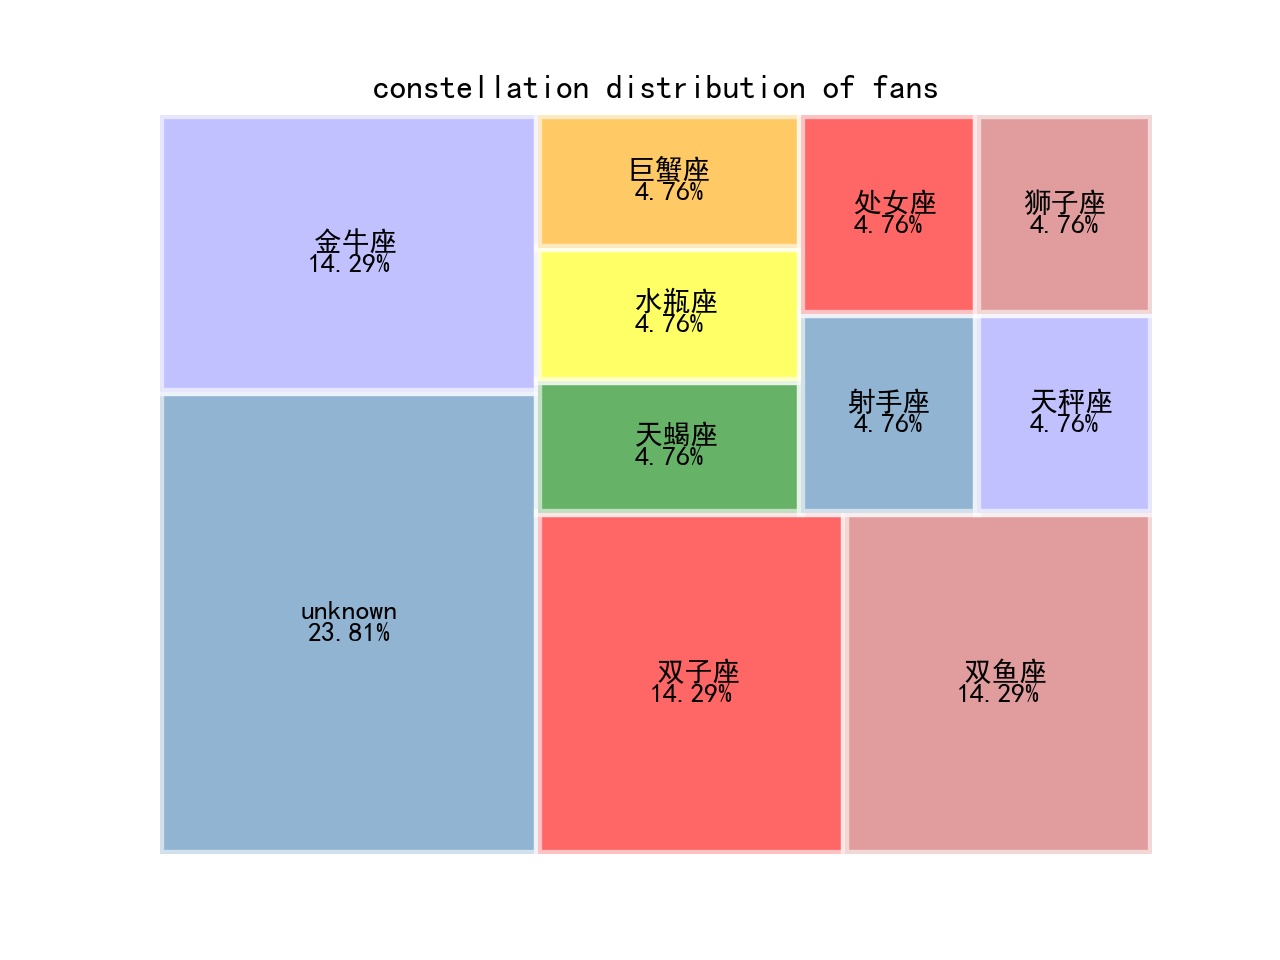 constellation distribution of fans
金牛座
14.29%
unknown
23.81%
巨蟹座
4.76%
水瓶座
4.76%
天蝎座
4.76%
处女座
4.76%
狮子座
4.76%
射手座
4.76%
天秤座
4.76%
双子座
14.29%
双鱼座
14.29%